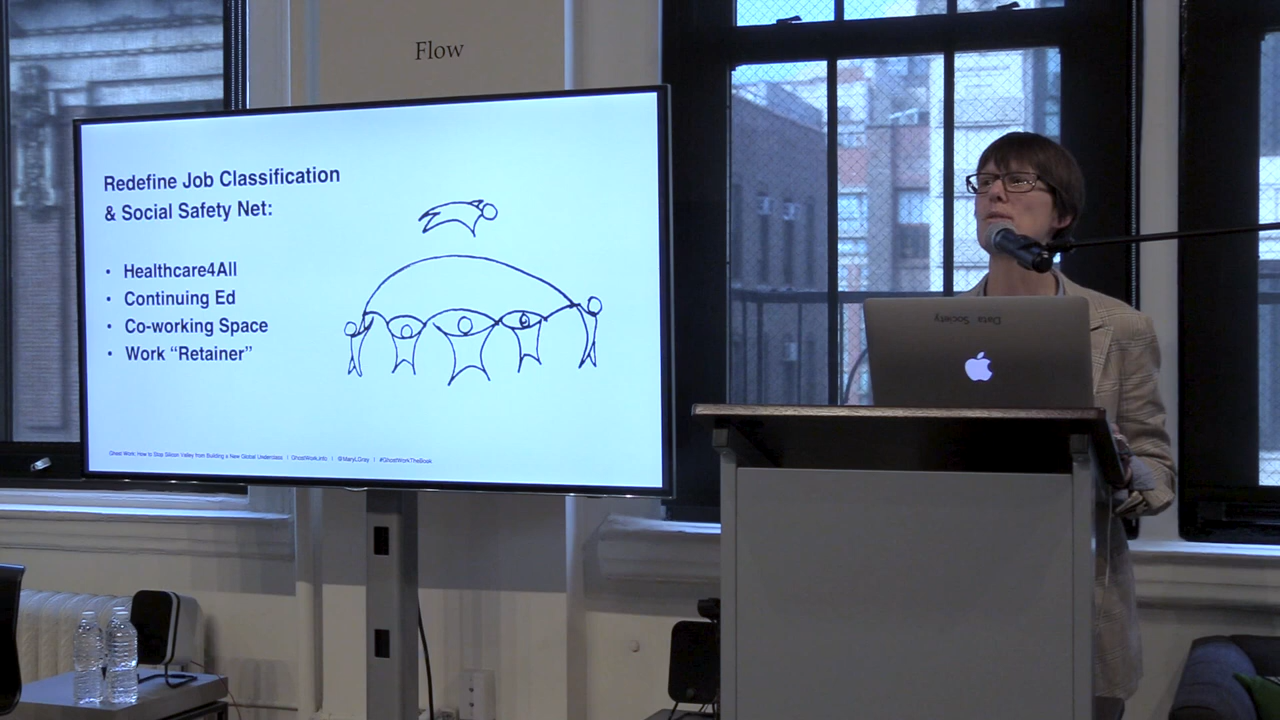 Flow
Redefine Job Classification
& Social Safety Net:
• Healthcare4All
• Continuing Ed
• Co-working Space
• Work “Retainer”
Ghost Work: How to Stop Silicon Valley from Building a New Global Underclass | GhostWork.info | @MaryLGray | #GhostWorkTheBook
Data Society